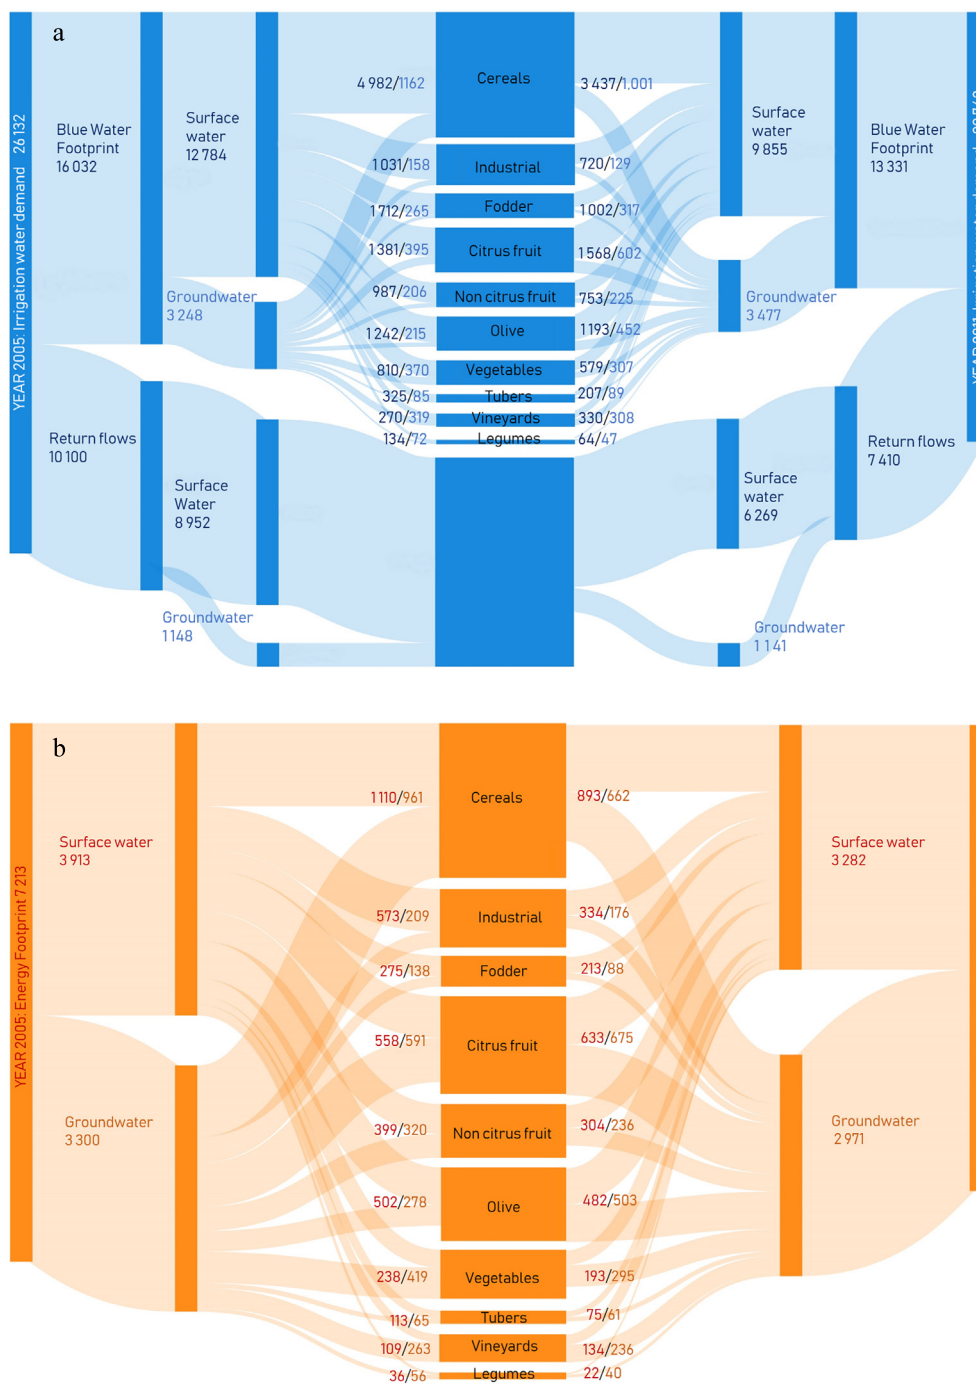 a
YEAR 2005: Irrigation water demand 26 132
Blue Water
Footprint
16 032
Surface
water
12 784
Groundwater
3 248
Return flows
10 100
Surface
Water
8 952
Groundwater
1 148
4 982/1162
Cereals
3 437/1.001
1 031/158
Industrial
720/129
1 712/265
Fodder
1 002/317
1 381/395
Citrus fruit
1 568/602
987/206
Non citrus fruit
753/225
1 242/215
Olive
1 193/452
810/370
Vegetables
579/307
325/85
Tubers
207/89
270/319
Vineyards
330/308
134/72
Legumes
64/47
Surface
water
9 855
Blue Water
Footprint
13 331
Groundwater
3 477
Surface
water
6 269
Return flows
7 410
Groundwater
1 141
b
YEAR 2005: Energy Footprint 7 213
Surface water
3 913
Groundwater
3 300
1 110/961
Cereals
893/662
573/209
Industrial
334/176
275/138
Fodder
213/88
558/591
Citrus fruit
633/675
399/320
Non citrus fruit
304/236
502/278
Olive
482/503
238/419
Vegetables
193/295
113/65
Tubers
75/61
109/263
Vineyards
134/236
36/56
Legumes
22/40
Surface water
3 282
Groundwater
2 971